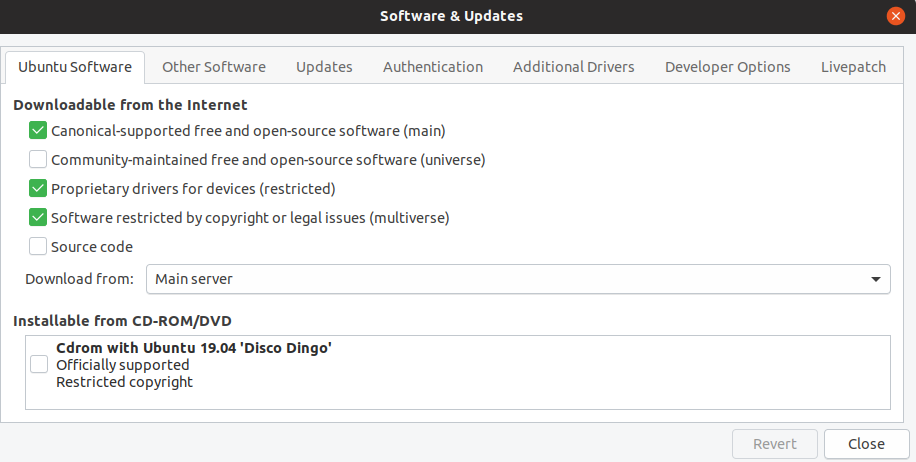 Software & Updates
Ubuntu Software Other Software Updates Authentication Additional Drivers Developer Options Livepatch
Downloadable from the Internet
Canonical-supported free and open-source software (main)
Community-maintained free and open-source software (universe)
Proprietary drivers for devices (restricted)
Software restricted by copyright or legal issues (multiverse)
Source code
Download from: Main server
Installable from CD-ROM/DVD
Cdrom with Ubuntu 19.04 'Disco Dingo'
Officially supported
Restricted copyright
Revert Close